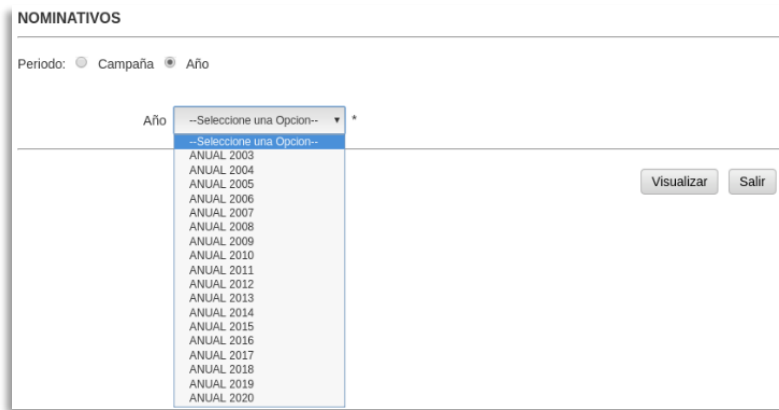 NOMINATIVOS
Periodo: Campaña Año
Año --Seleccione una Opcion-- *
--Seleccione una Opcion--
ANUAL 2003
ANUAL 2004
ANUAL 2005
ANUAL 2006
ANUAL 2007
ANUAL 2008
ANUAL 2009
ANUAL 2010
ANUAL 2011
ANUAL 2012
ANUAL 2013
ANUAL 2014
ANUAL 2015
ANUAL 2016
ANUAL 2017
ANUAL 2018
ANUAL 2019
ANUAL 2020
Visualizar Salir